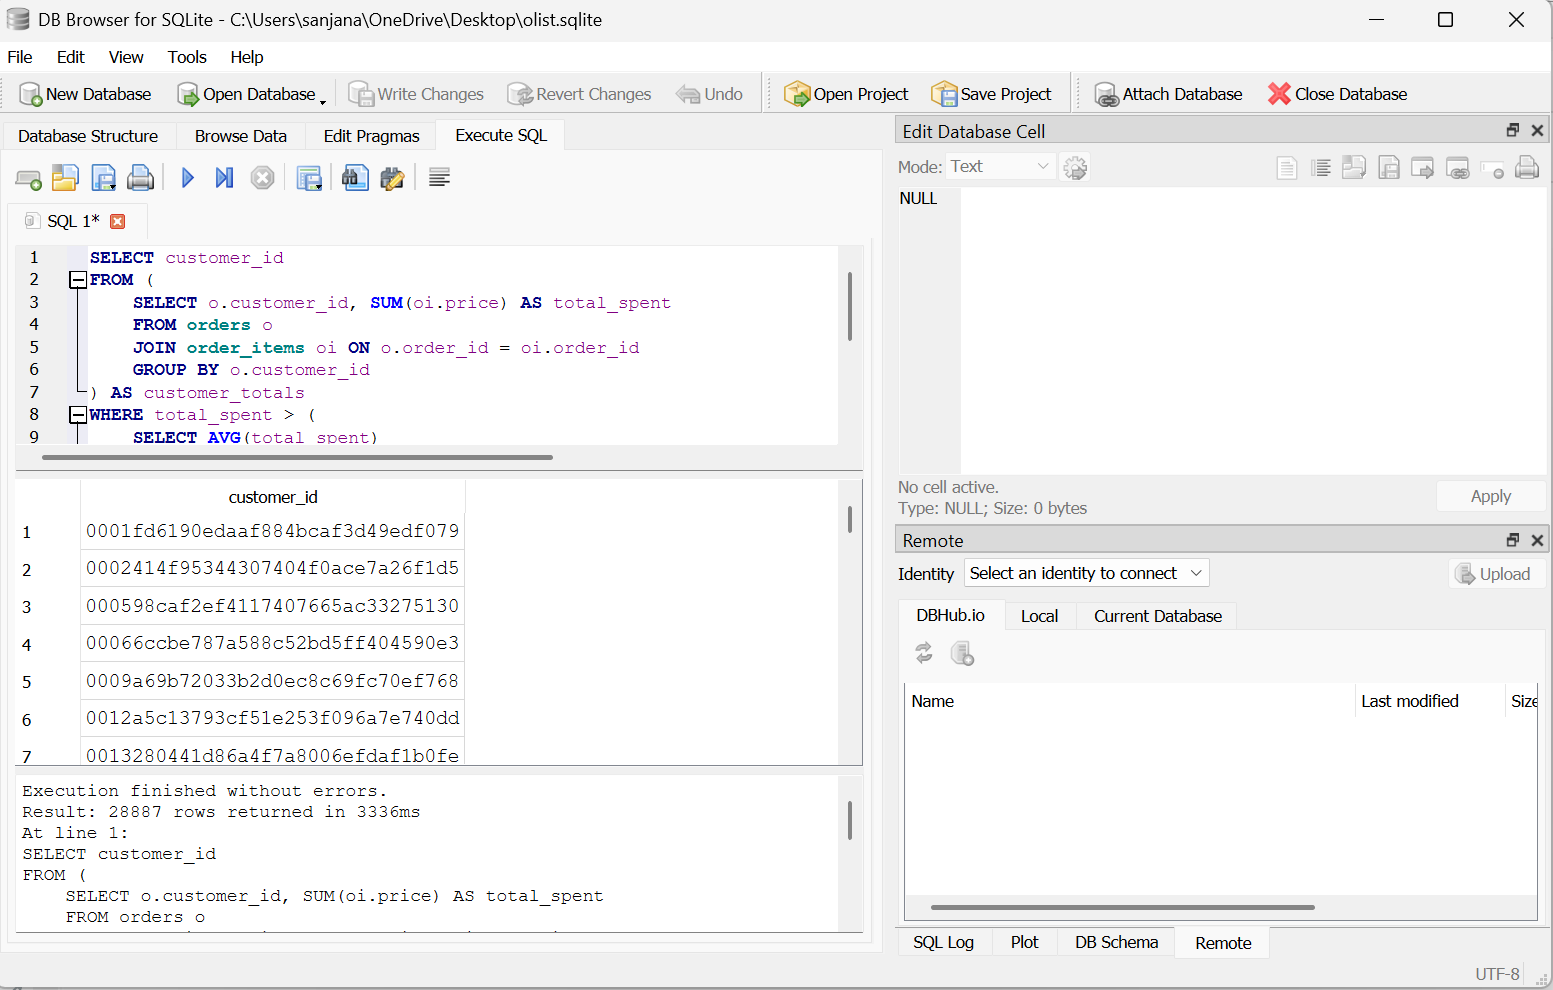 DB Browser for SQLite - C:\Users\sanjana\OneDrive\Desktop\olist.sqlite
File Edit View Tools Help
New Database Open Database Write Changes Revert Changes Undo Open Project Save Project Attach Database Close Database
Database Structure Browse Data Edit Pragmas Execute SQL
SQL 1*
1 SELECT customer_id
2 FROM (
3 SELECT o.customer_id, SUM(oi.price) AS total_spent
4 FROM orders o
5 JOIN order_items oi ON o.order_id = oi.order_id
6 GROUP BY o.customer_id
7 ) AS customer_totals
8 WHERE total_spent > (
9 SELECT AVG(total_spent)
customer_id
1 0001fd6190edaaf884bcaf3d49edf079
2 0002414f95344307404f0ace7a26f1d5
3 000598caf2ef4117407665ac33275130
4 00066ccbe787a588c52bd5ff404590e3
5 0009a69b72033b2d0ec8c69fc70ef768
6 0012a5c13793cf51e253f096a7e740dd
7 0013280441d86a4f7a8006efdaf1b0fe
Execution finished without errors.
Result: 28887 rows returned in 3336ms
At line 1:
SELECT customer_id
FROM (
SELECT o.customer_id, SUM(oi.price) AS total_spent
FROM orders o
Edit Database Cell
Mode: Text
NULL
No cell active.
Type: NULL; Size: 0 bytes
Apply
Remote
Identity Select an identity to connect Upload
DBHub.io Local Current Database
Name Last modified Size
SQL Log Plot DB Schema Remote
UTF-8